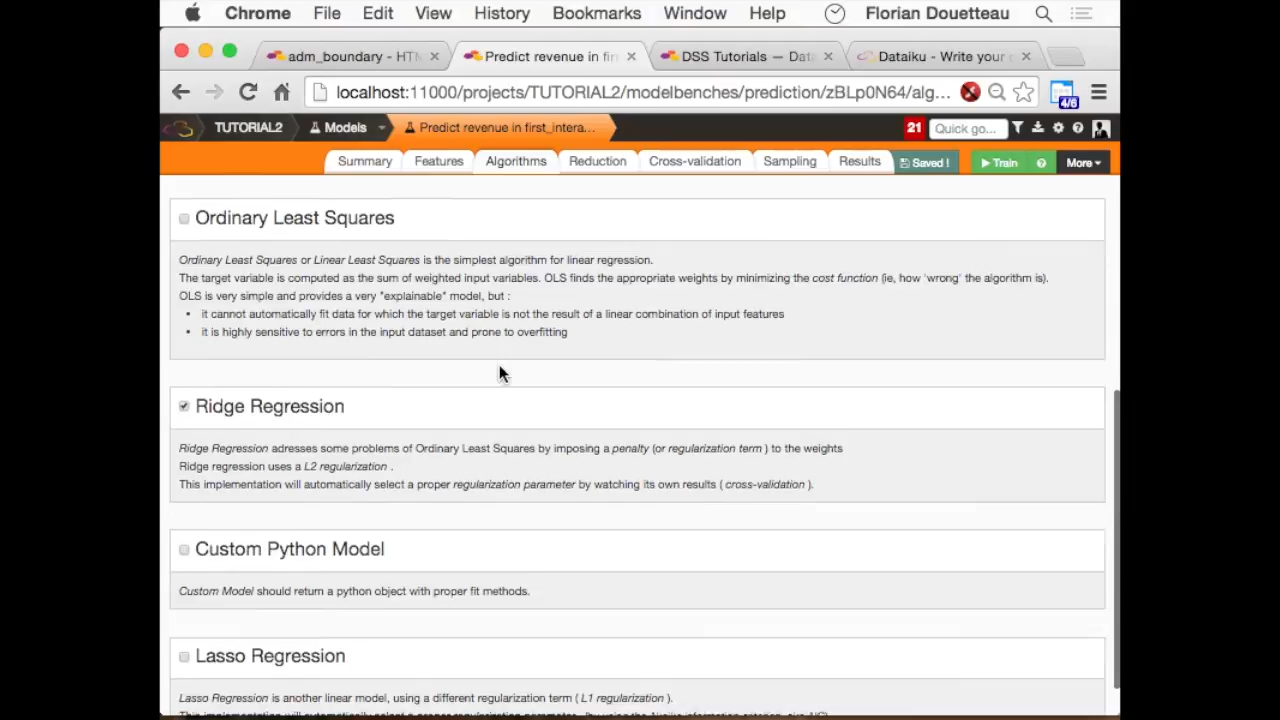 Chrome File Edit View History Bookmarks Window Help Florian Douetteau
adm_boundary - HTM Predict revenue in fir DSS Tutorials — Data Dataiku - Write your
localhost:11000/projects/TUTORIAL2/modelbenches/prediction/zBLp0N64/alg... 4/6
TUTORIAL2 Models Predict revenue in first_intera... 21 Quick go...
Summary Features Algorithms Reduction Cross-validation Sampling Results Saved ! Train More
Ordinary Least Squares
Ordinary Least Squares or Linear Least Squares is the simplest algorithm for linear regression.
The target variable is computed as the sum of weighted input variables. OLS finds the appropriate weights by minimizing the cost function (ie, how 'wrong' the algorithm is).
OLS is very simple and provides a very *explainable* model, but :
• it cannot automatically fit data for which the target variable is not the result of a linear combination of input features
• it is highly sensitive to errors in the input dataset and prone to overfitting
Ridge Regression
Ridge Regression adresses some problems of Ordinary Least Squares by imposing a penalty (or regularization term ) to the weights
Ridge regression uses a L2 regularization .
This implementation will automatically select a proper regularization parameter by watching its own results ( cross-validation ).
Custom Python Model
Custom Model should return a python object with proper fit methods.
Lasso Regression
Lasso Regression is another linear model, using a different regularization term ( L1 regularization ).